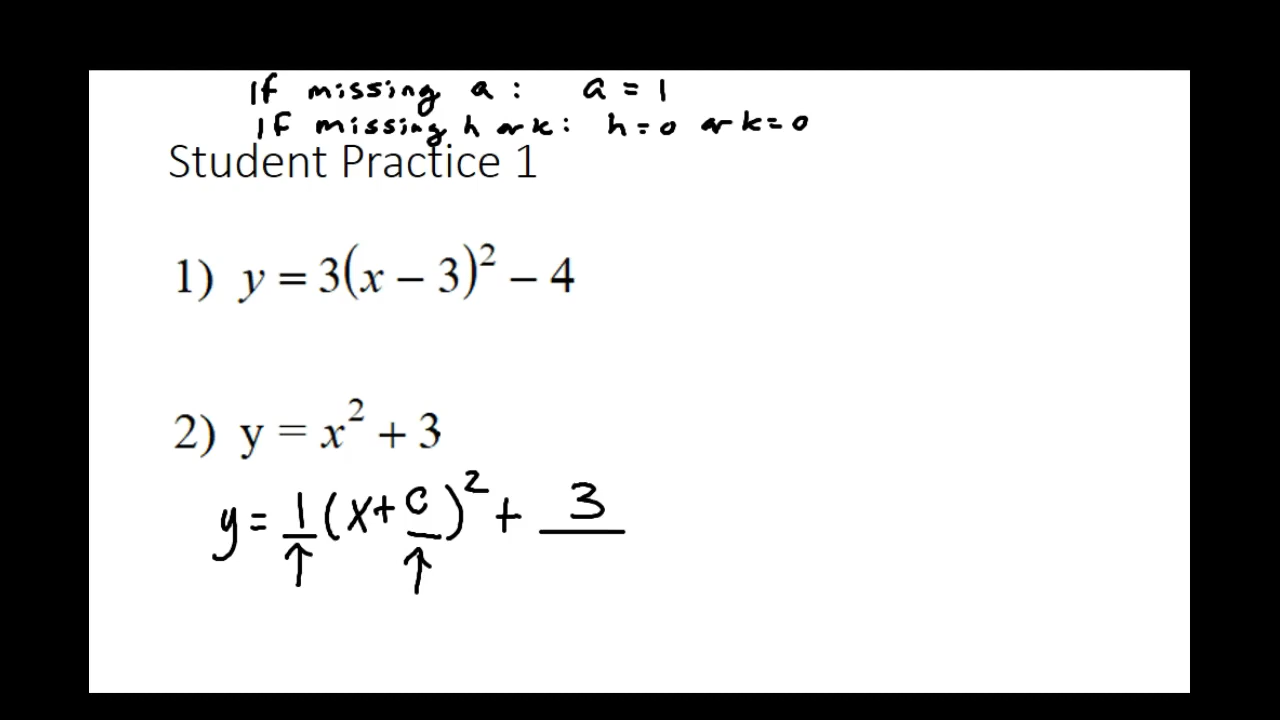 If missing a: a = 1
If missing h or k: h=0 or k=0
Student Practice 1
1) y = 3(x – 3)² – 4
2) y = x² + 3
y = 1 (x+0)² + 3
↑ ↑